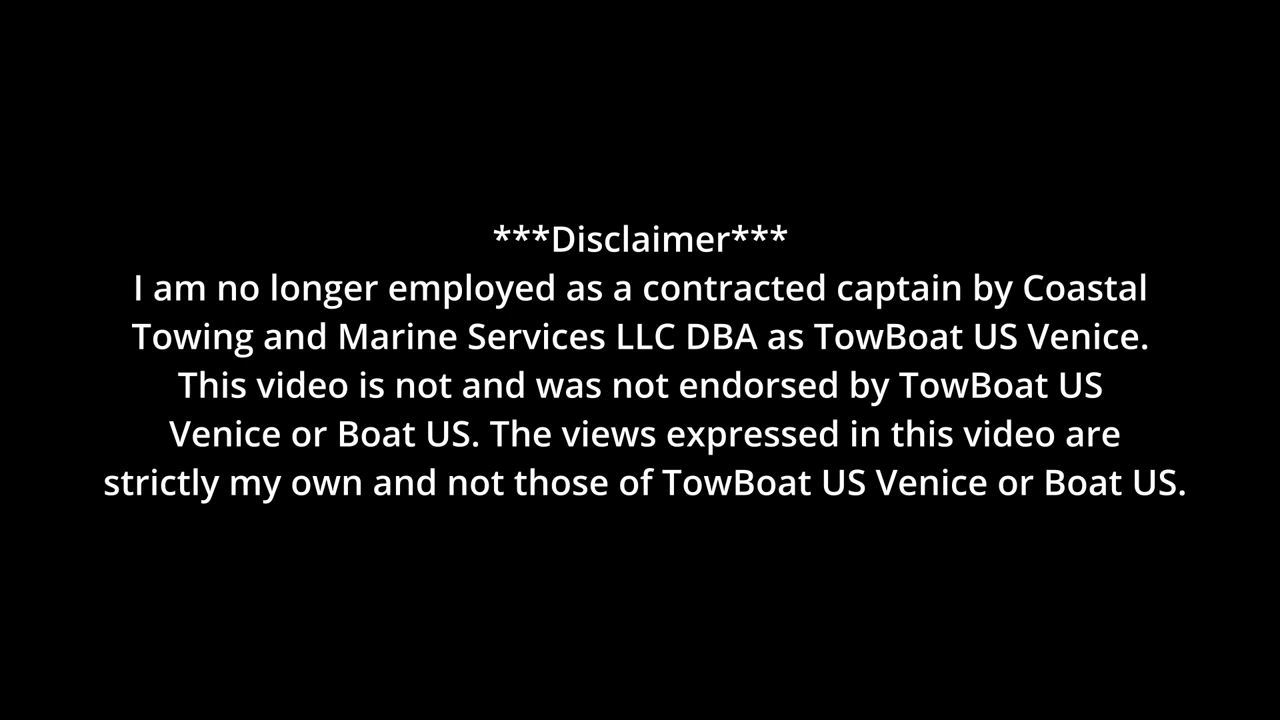 ***Disclaimer***
I am no longer employed as a contracted captain by Coastal
Towing and Marine Services LLC DBA as TowBoat US Venice.
This video is not and was not endorsed by TowBoat US
Venice or Boat US. The views expressed in this video are
strictly my own and not those of TowBoat US Venice or Boat US.